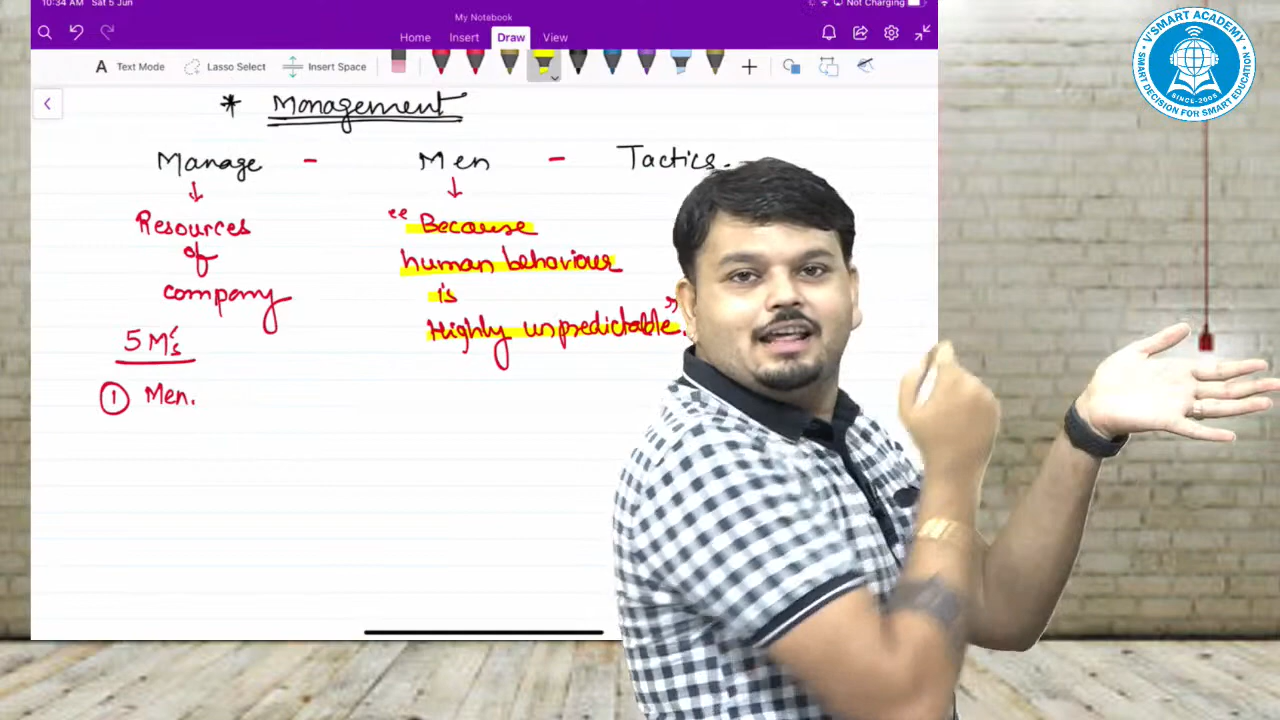 10:34 AM Sat 5 Jun
Not Charging
My Notebook
Home Insert Draw View
Text Mode Lasso Select Insert Space
* Management
Manage - Men - Tactics.
Resources
of
company
"Because
human behaviour
is
Highly unpredictable".
5 M's
① Men.
V'SMART ACADEMY
SMART DECISION FOR SMART EDUCATION
SINCE-2008